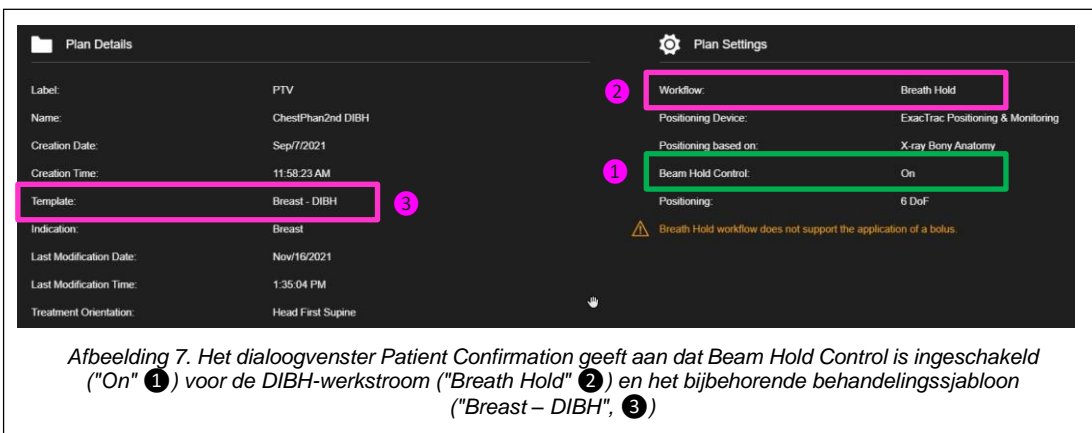 Plan Details
Label: PTV
Name: ChestPhan2nd DIBH
Creation Date: Sep/7/2021
Creation Time: 11:58:23 AM
Template: Breast - DIBH 3
Indication: Breast
Last Modification Date: Nov/16/2021
Last Modification Time: 1:35:04 PM
Treatment Orientation: Head First Supine
Plan Settings
2 Workflow: Breath Hold
Positioning Device: ExacTrac Positioning & Monitoring
Positioning based on: X-ray Bony Anatomy
1 Beam Hold Control: On
Positioning: 6 DoF
Breath Hold workflow does not support the application of a bolus.
Afbeelding 7. Het dialoogvenster Patient Confirmation geeft aan dat Beam Hold Control is ingeschakeld
("On" ❶) voor de DIBH-werkstroom ("Breath Hold" ❷) en het bijbehorende behandelingssjabloon
("Breast – DIBH", ❸)